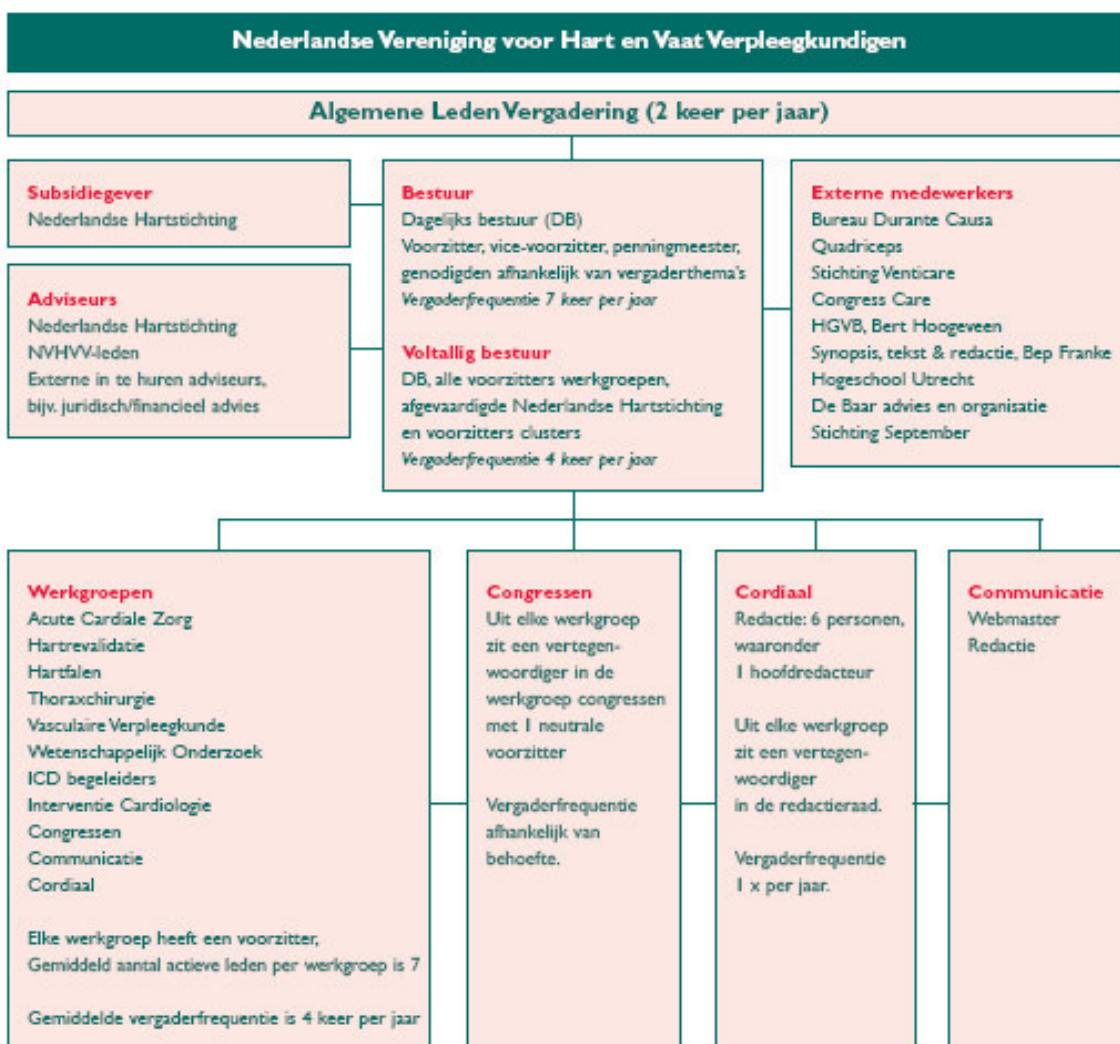 Nederlandse Vereniging voor Hart en Vaat Verpleegkundigen
Algemene Leden Vergadering (2 keer per jaar)
Subsidiegever
Nederlandse Hartstichting
Adviseurs
Nederlandse Hartstichting
NVHVV-leden
Externe in te huren adviseurs,
bijv. juridisch/financieel advies
Bestuur
Dagelijks bestuur (DB)
Voorzitter, vice-voorzitter, penningmeester,
genodigden afhankelijk van vergaderthema's
Vergaderfrequentie 7 keer per jaar
Voltallig bestuur
DB, alle voorzitters werkgroepen,
afgevaardigde Nederlandse Hartstichting
en voorzitters clusters
Vergaderfrequentie 4 keer per jaar
Externe medewerkers
Bureau Durante Causa
Quadriceps
Stichting Venticare
Congress Care
HGVB, Bert Hoogeveen
Synopsis, tekst & redactie, Bep Franke
Hogeschool Utrecht
De Baar advies en organisatie
Stichting September
Werkgroepen
Acute Cardiale Zorg
Hartrevalidatie
Hartfalen
Thoraxchirurgie
Vasculaire Verpleegkunde
Wetenschappelijk Onderzoek
ICD begeleiders
Interventie Cardiologie
Congressen
Communicatie
Cordiaal
Elke werkgroep heeft een voorzitter,
Gemiddeld aantal actieve leden per werkgroep is 7
Gemiddelde vergaderfrequentie is 4 keer per jaar
Congressen
Uit elke werkgroep
zit een vertegen-
woordiger in de
werkgroep congressen
met 1 neutrale
voorzitter
Vergaderfrequentie
afhankelijk van
behoefte.
Cordiaal
Redactie: 6 personen,
waaronder
1 hoofdredacteur
Uit elke werkgroep
zit een vertegen-
woordiger
in de redactieraad.
Vergaderfrequentie
1 x per jaar.
Communicatie
Webmaster
Redactie